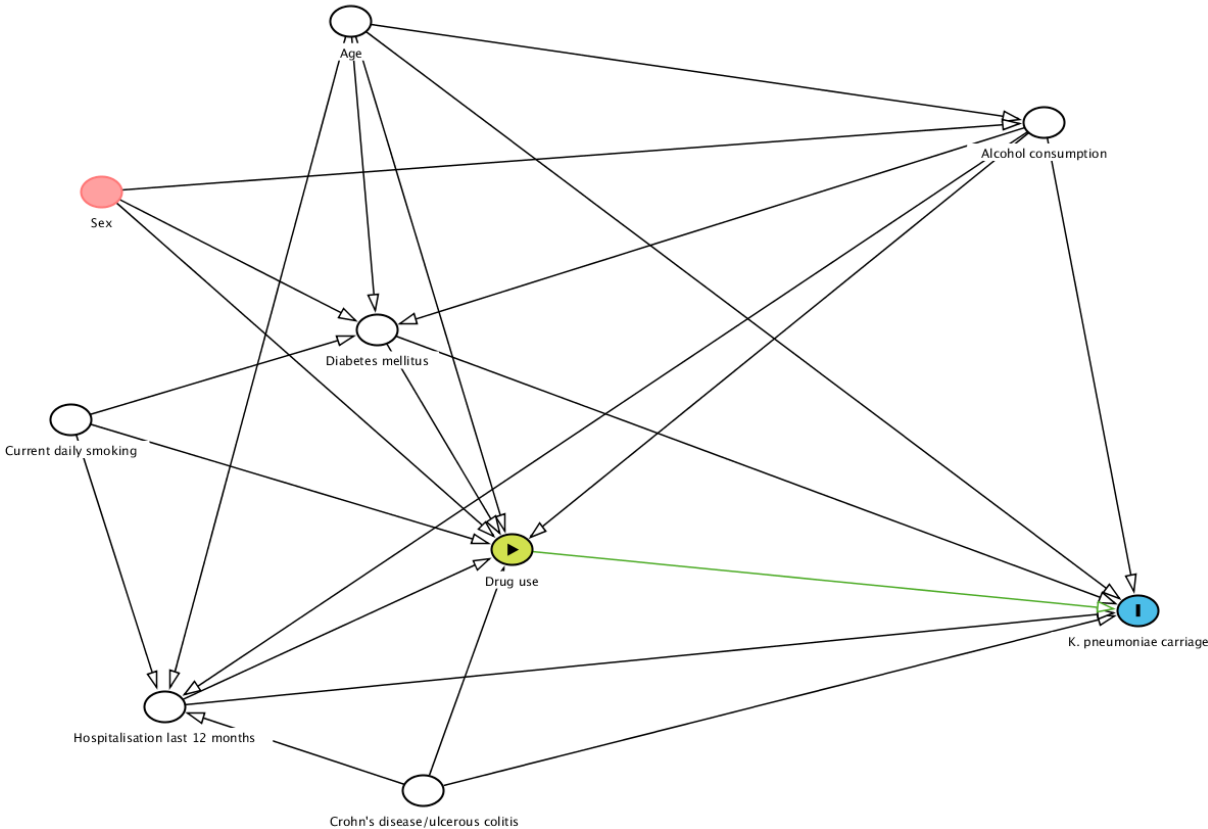 Age
Alcohol consumption
Sex
Diabetes mellitus
Current daily smoking
Drug use
K. pneumoniae carriage
Hospitalisation last 12 months
Crohn's disease/ulcerous colitis